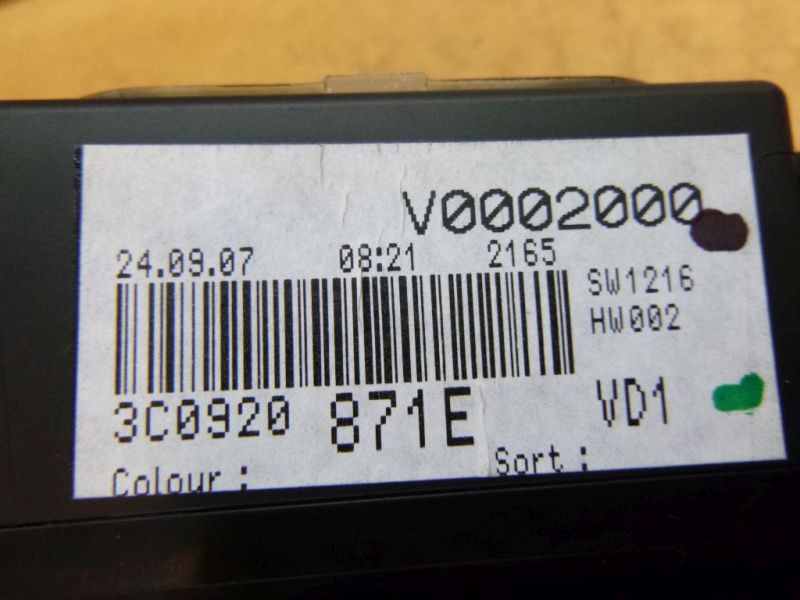 V0002000
24.09.07 08:21 2165
SW1216
HW002
3C0920 871E VD1
Colour : Sort :